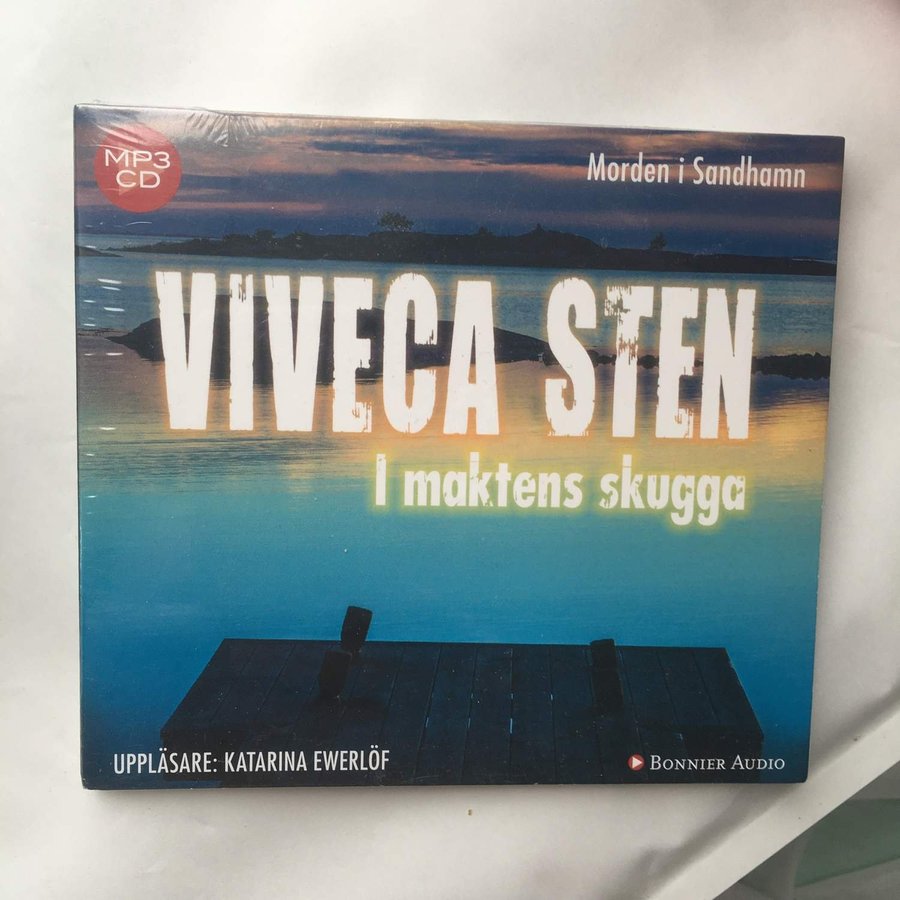 MP3
CD
Morden i Sandhamn
VIVECA STEN
I maktens skugga
UPPLÄSARE: KATARINA EWERLÖF
BONNIER AUDIO